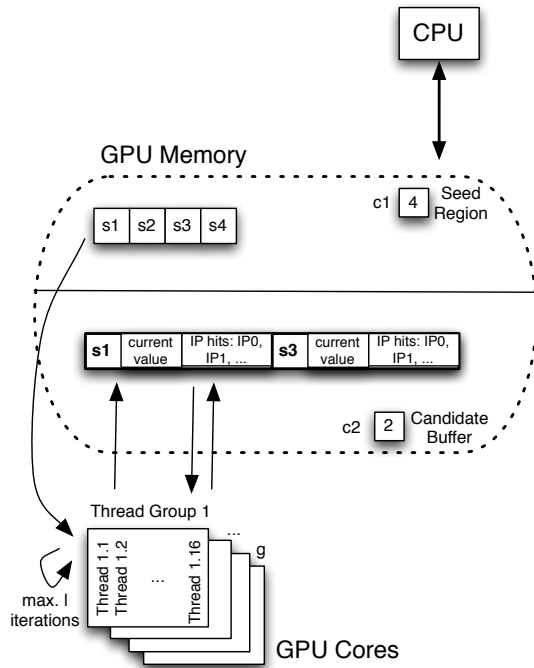 CPU
GPU Memory
c1 4 Seed
Region
s1 s2 s3 s4
s1 current
value IP hits: IP0,
IP1, ... s3 current
value IP hits: IP0,
IP1, ...
c2 2 Candidate
Buffer
Thread Group 1
...
g
Thread 1.1
Thread 1.2
...
Thread 1.16
max. l
iterations
GPU Cores